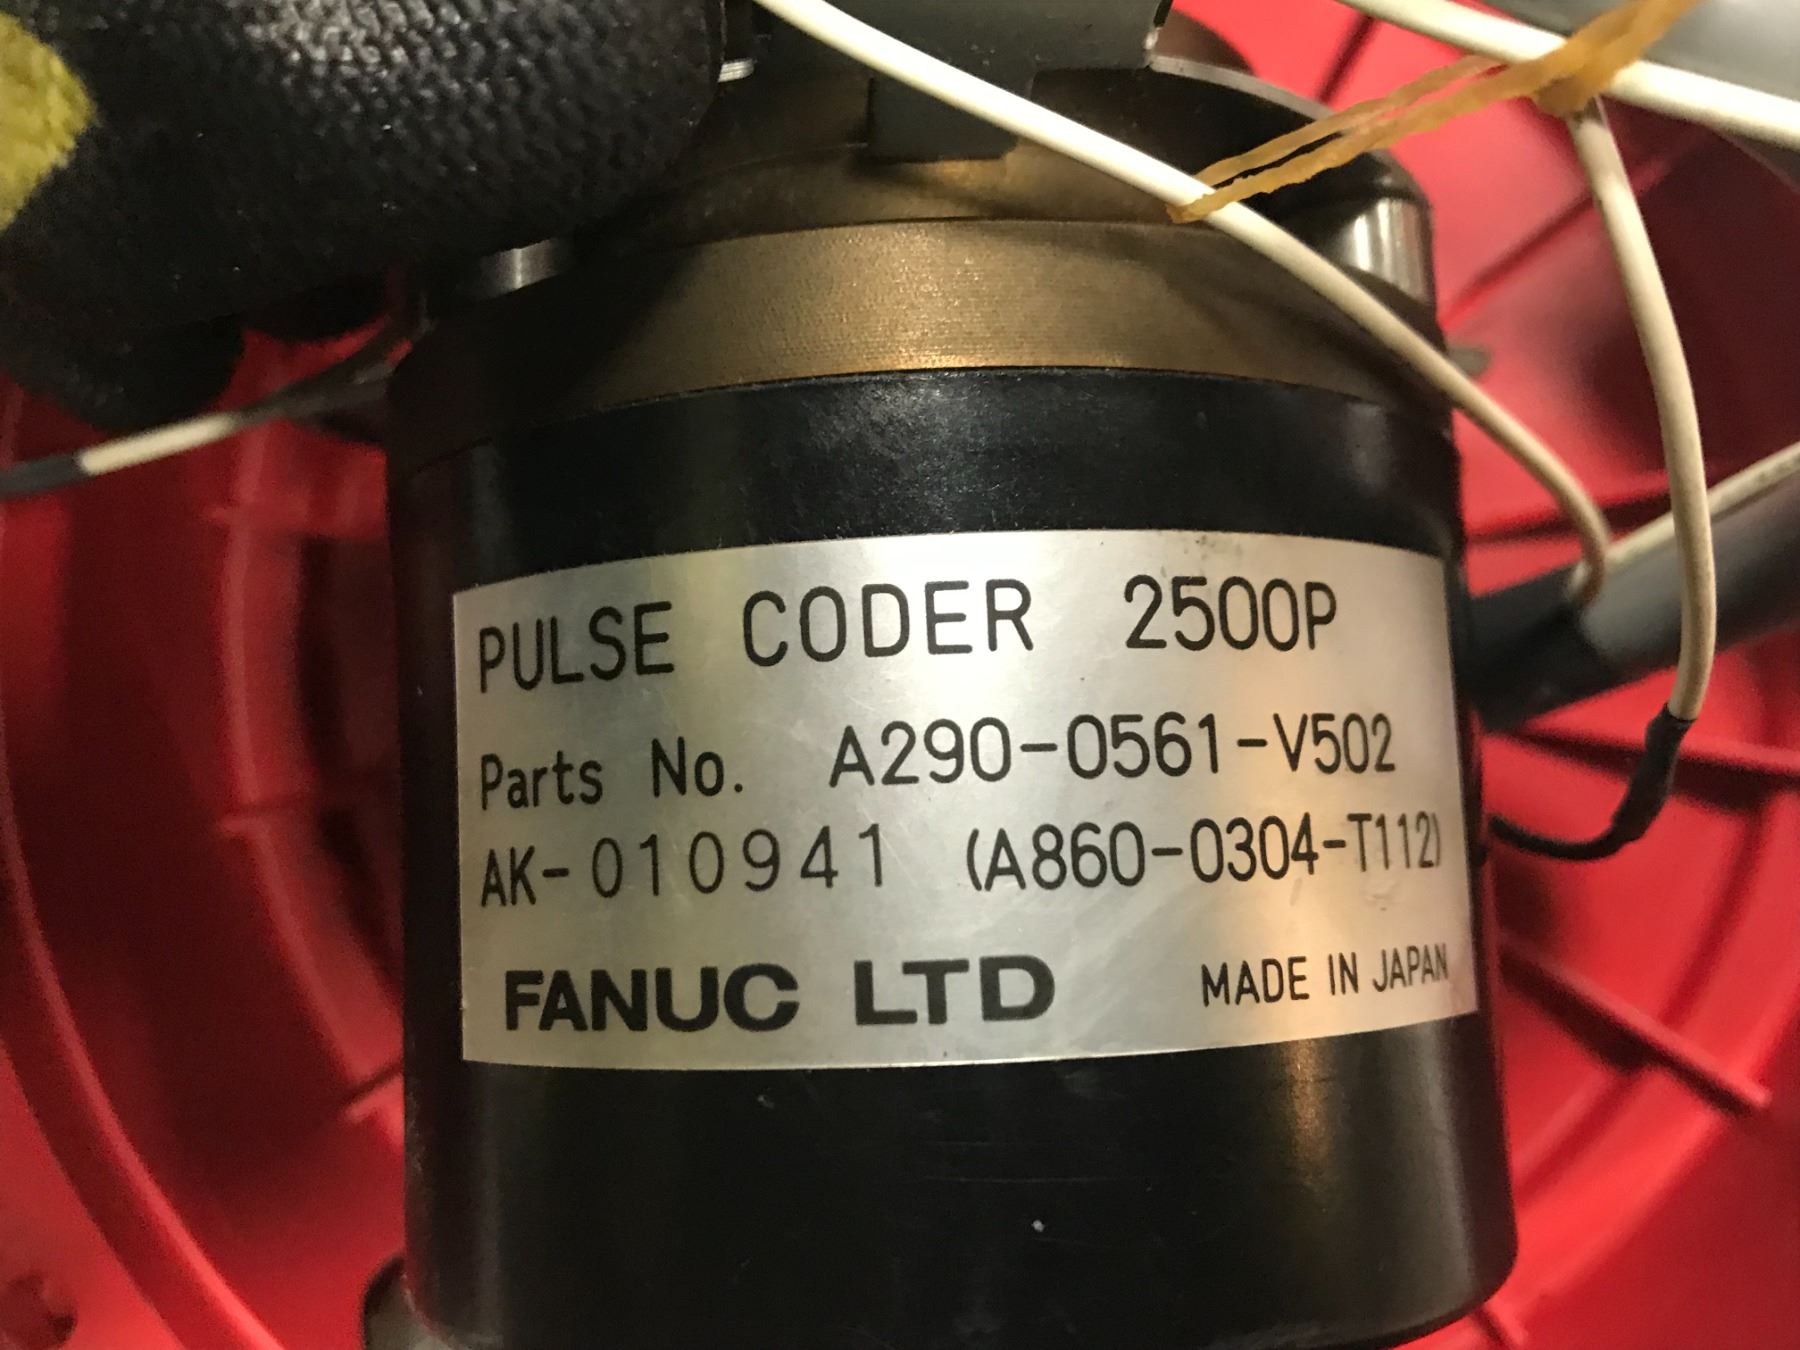 PULSE CODER 2500P
Parts No. A290-0561-V502
AK-010941 (A860-0304-T112)
FANUC LTD MADE IN JAPAN